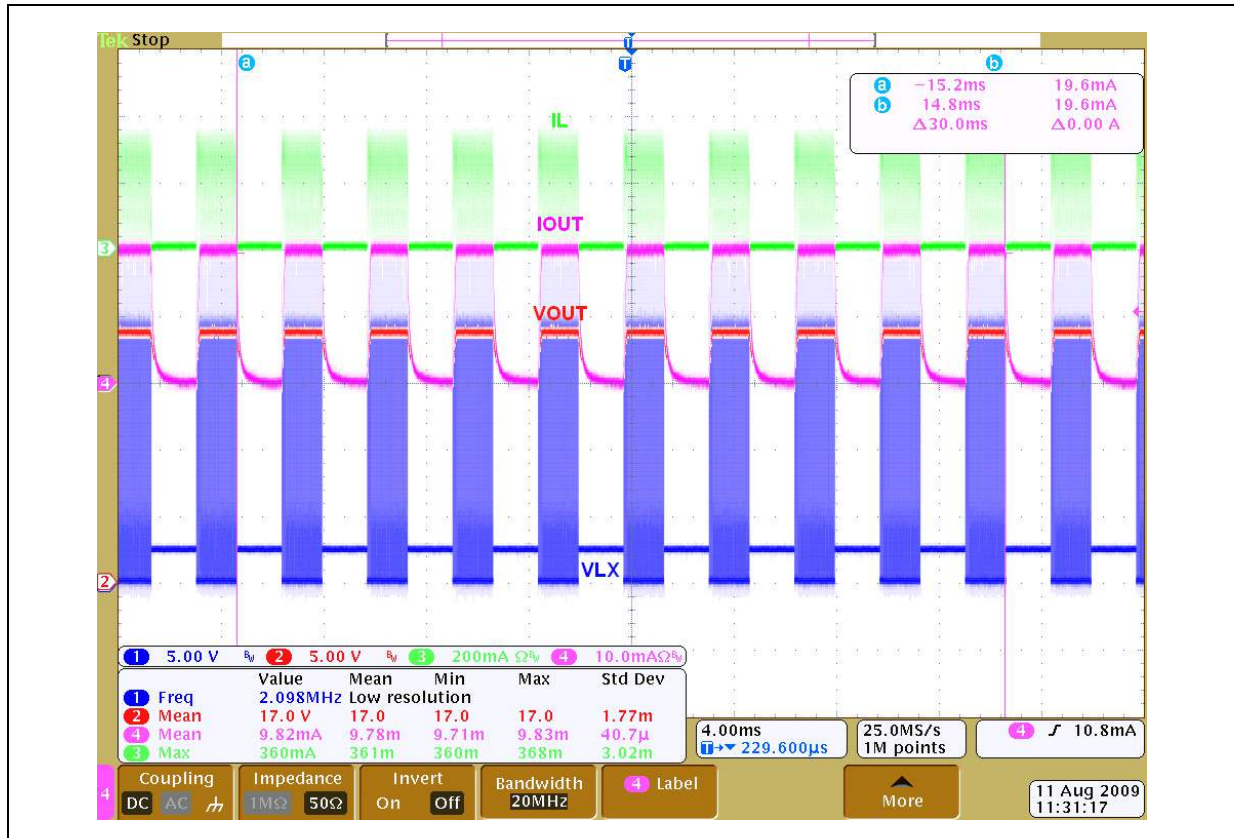 Tek Stop
T
a T b
a −15.2ms 19.6mA
b 14.8ms 19.6mA
Δ30.0ms Δ0.00 A
IL
IOUT
3
VOUT
4
VLX
2
1 5.00 V BW 2 5.00 V BW 3 200mA ΩBW 4 10.0mAΩBW
Value Mean Min Max Std Dev
1 Freq 2.098MHz Low resolution
2 Mean 17.0 V 17.0 17.0 17.0 1.77m
4 Mean 9.82mA 9.78m 9.71m 9.83m 40.7µ
3 Max 360mA 361m 360m 368m 3.02m
4.00ms
T→▼ 229.600µs
25.0MS/s
1M points
4 ∫ 10.8mA
4
Coupling
DC AC
Impedance
1MΩ 50Ω
Invert
On Off
Bandwidth
20MHz
4 Label
More
11 Aug 2009
11:31:17